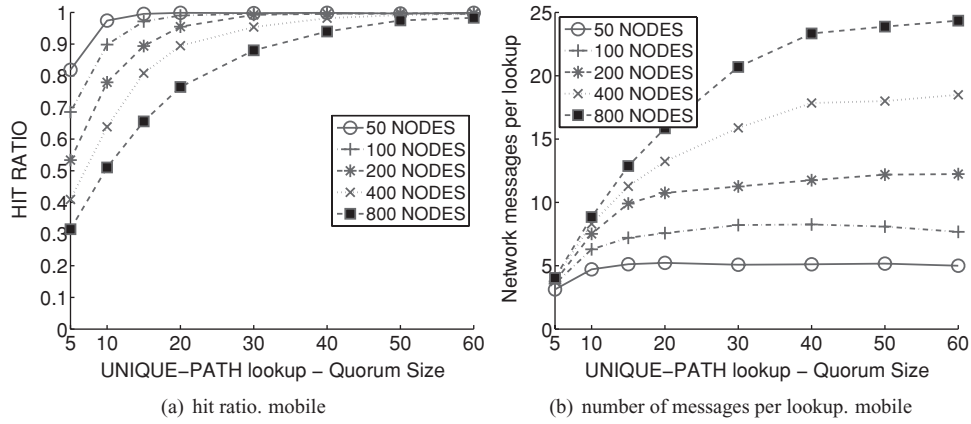 HIT RATIO
1
0.9
0.8
0.7
0.6
0.5
0.4
0.3
0.2
0.1
0
5 10 20 30 40 50 60
UNIQUE−PATH lookup − Quorum Size
50 NODES
100 NODES
200 NODES
400 NODES
800 NODES
(a) hit ratio. mobile
Network messages per lookup
25
20
15
10
5
0
5 10 20 30 40 50 60
UNIQUE−PATH lookup − Quorum Size
50 NODES
100 NODES
200 NODES
400 NODES
800 NODES
(b) number of messages per lookup. mobile